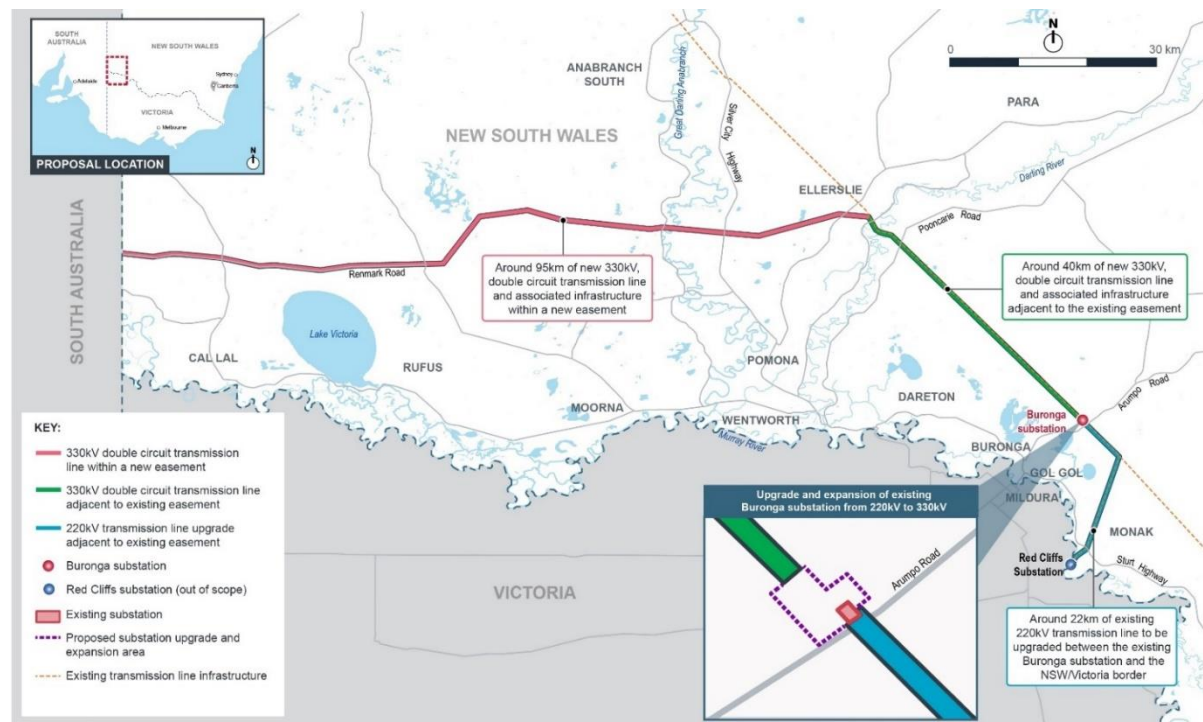 SOUTH
AUSTRALIA
NEW SOUTH WALES
Adelaide
Sydney
Canberra
VICTORIA
Melbourne
N
PROPOSAL LOCATION
N
0
30 km
ANABRANCH
SOUTH
Great Darling Anabranch
Silver City
Highway
PARA
NEW SOUTH WALES
Darling River
ELLERSLIE
Pooncarie Road
SOUTH AUSTRALIA
Renmark Road
Around 95km of new 330kV,
double circuit transmission line
and associated infrastructure
within a new easement
Around 40km of new 330kV,
double circuit transmission line
and associated infrastructure
adjacent to the existing easement
Lake Victoria
CAL LAL
RUFUS
POMONA
MOORNA
DARETON
Arumpo Road
WENTWORTH
Murray River
Buronga
substation
BURONGA
GOL GOL
MILDURA
MONAK
Red Cliffs
Substation
Sturt Highway
VICTORIA
Around 22km of existing
220kV transmission line to be
upgraded between the existing
Buronga substation and the
NSW/Victoria border
Upgrade and expansion of existing
Buronga substation from 220kV to 330kV
Arumpo Road
KEY:
330kV double circuit transmission
line within a new easement
330kV double circuit transmission line
adjacent to existing easement
220kV transmission line upgrade
adjacent to existing easement
Buronga substation
Red Cliffs substation (out of scope)
Existing substation
Proposed substation upgrade and
expansion area
Existing transmission line infrastructure